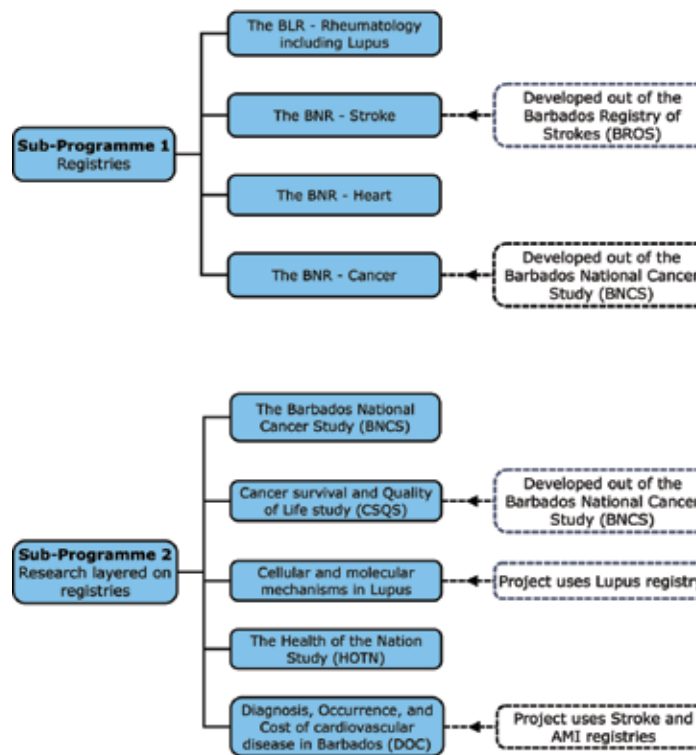 The BLR - Rheumatology
including Lupus
The BNR - Stroke
Developed out of the
Barbados Registry of
Strokes (BROS)
Sub-Programme 1
Registries
The BNR - Heart
The BNR - Cancer
Developed out of the
Barbados National Cancer
Study (BNCS)
The Barbados National
Cancer Study (BNCS)
Cancer survival and Quality
of Life study (CSQS)
Developed out of the
Barbados National Cancer
Study (BNCS)
Sub-Programme 2
Research layered on
registries
Cellular and molecular
mechanisms in Lupus
Project uses Lupus registry
The Health of the Nation
Study (HOTN)
Diagnosis, Occurrence, and
Cost of cardiovascular
disease in Barbados (DOC)
Project uses Stroke and
AMI registries